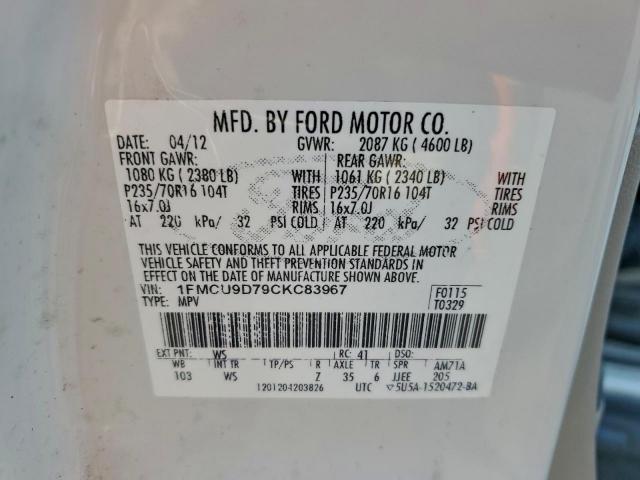 MFD. BY FORD MOTOR CO.
DATE: 04/12 GVWR: 2087 KG ( 4600 LB)
FRONT GAWR: REAR GAWR:
1080 KG ( 2380 LB) WITH 1061 KG ( 2340 LB) WITH
P235/70R16 104T TIRES P235/70R16 104T TIRES
16x7.0J RIMS 16x7.0J RIMS
AT 220 kPa/ 32 PSI COLD AT 220 kPa/ 32 PSI COLD
THIS VEHICLE CONFORMS TO ALL APPLICABLE FEDERAL MOTOR
VEHICLE SAFETY AND THEFT PREVENTION STANDARDS IN
EFFECT ON THE DATE OF MANUFACTURE SHOWN ABOVE.
VIN: 1FMCU9D79CKC83967 F0115
TYPE: MPV T0329
EXT PNT: WS RC: 41 DSO:
WB INT TR TP/PS R AXLE TR SPR AM71A
103 WS Z 35 6 JJEE 205
1201204203826 UTC 5U5A-1520472-BA